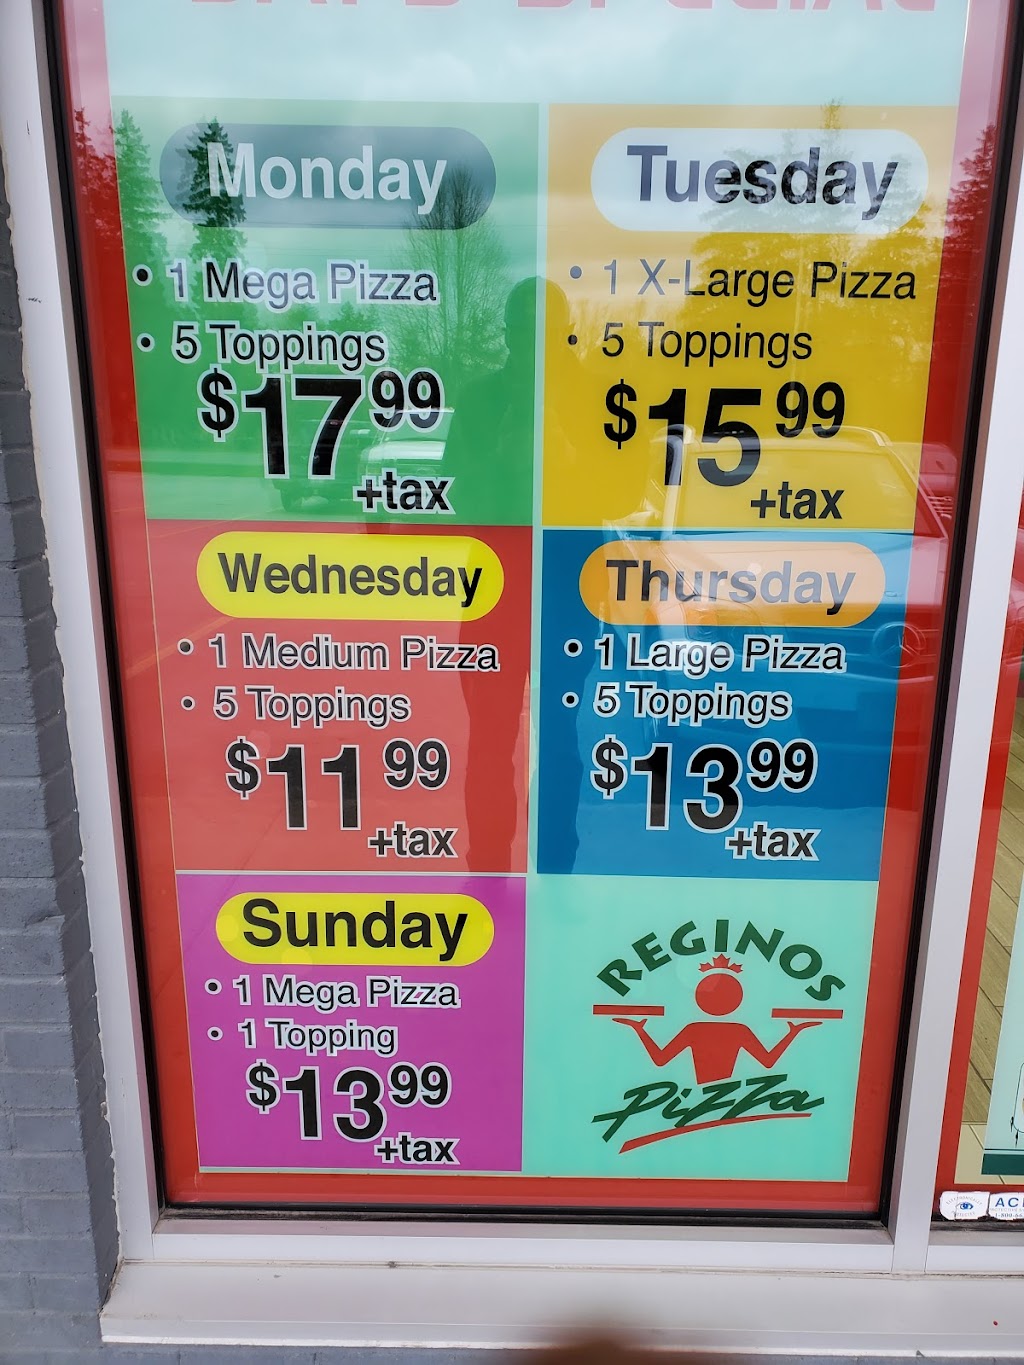 DAY'S SPECIAL
Monday
• 1 Mega Pizza
• 5 Toppings
$17.99
+tax
Tuesday
• 1 X-Large Pizza
• 5 Toppings
$15.99
+tax
Wednesday
• 1 Medium Pizza
• 5 Toppings
$11.99
+tax
Thursday
• 1 Large Pizza
• 5 Toppings
$13.99
+tax
Sunday
• 1 Mega Pizza
• 1 Topping
$13.99
+tax
REGINOS
Pizza